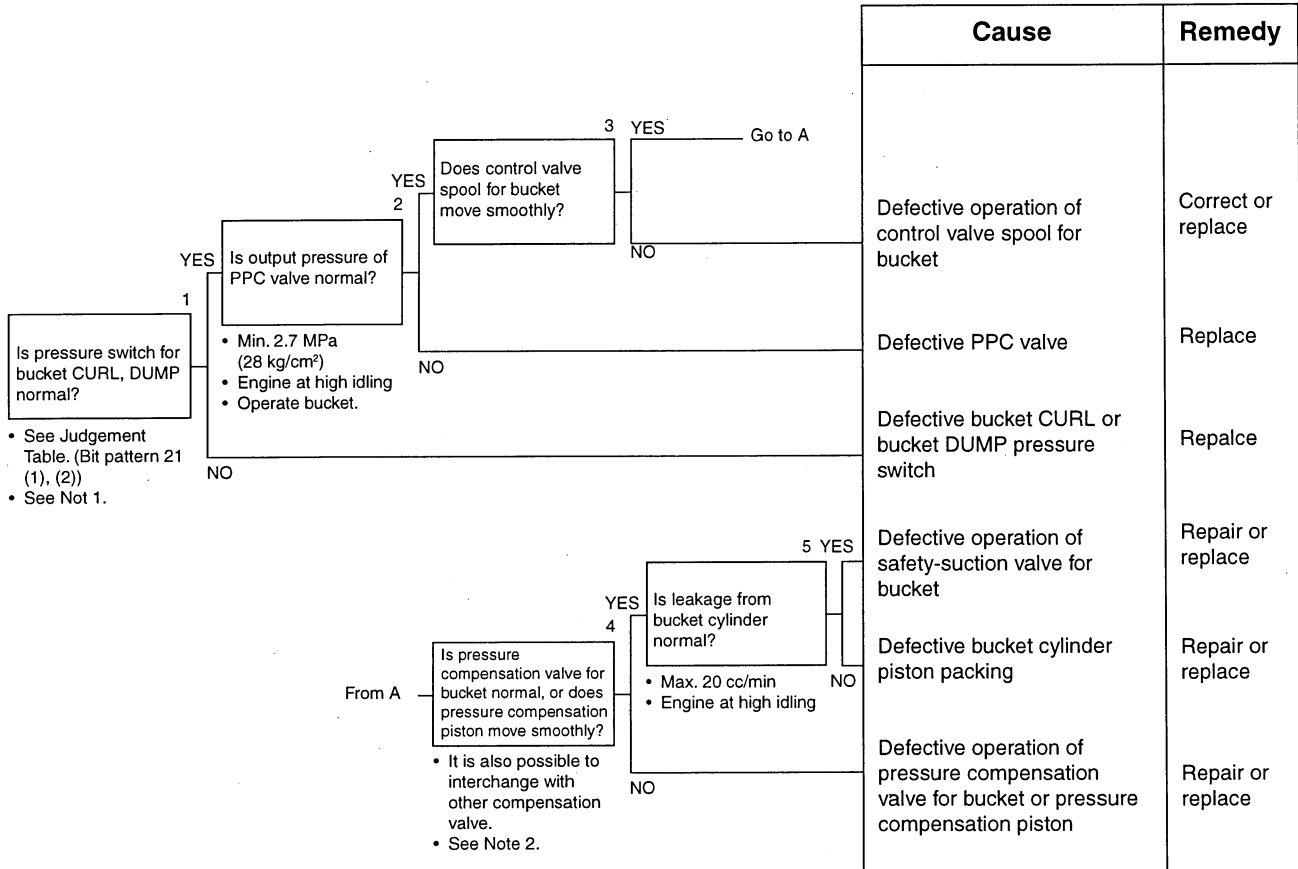 Cause
Remedy
3
YES
Go to A
Does control valve
spool for bucket
move smoothly?
NO
Defective operation of
control valve spool for
bucket
Correct or
replace
YES
2
Is output pressure of
PPC valve normal?
• Min. 2.7 MPa
(28 kg/cm²)
• Engine at high idling
• Operate bucket.
NO
Defective PPC valve
Replace
YES
1
Is pressure switch for
bucket CURL, DUMP
normal?
• See Judgement
Table. (Bit pattern 21
(1), (2))
• See Not 1.
NO
Defective bucket CURL or
bucket DUMP pressure
switch
Repalce
5 YES
Defective operation of
safety-suction valve for
bucket
Repair or
replace
YES
4
Is leakage from
bucket cylinder
normal?
• Max. 20 cc/min
• Engine at high idling
NO
Defective bucket cylinder
piston packing
Repair or
replace
From A
Is pressure
compensation valve for
bucket normal, or does
pressure compensation
piston move smoothly?
• It is also possible to
interchange with
other compensation
valve.
• See Note 2.
NO
Defective operation of
pressure compensation
valve for bucket or pressure
compensation piston
Repair or
replace